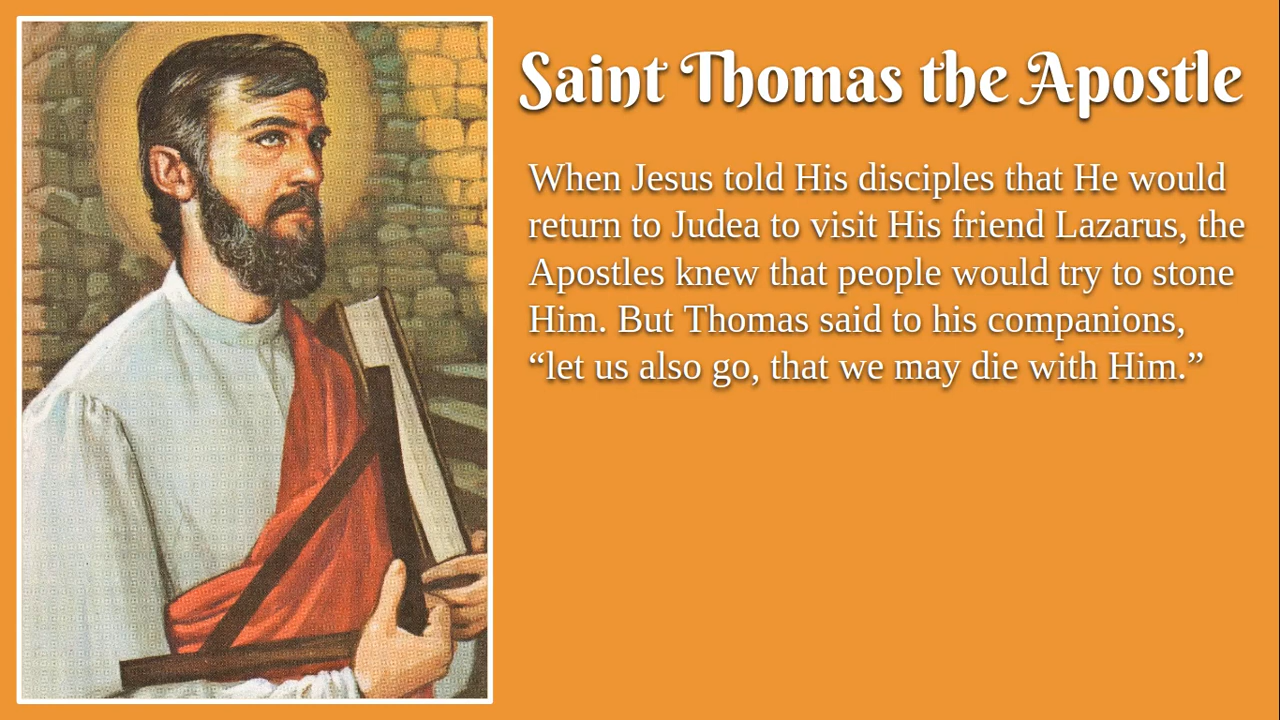 Saint Thomas the Apostle
When Jesus told His disciples that He would
return to Judea to visit His friend Lazarus, the
Apostles knew that people would try to stone
Him. But Thomas said to his companions,
“let us also go, that we may die with Him.”